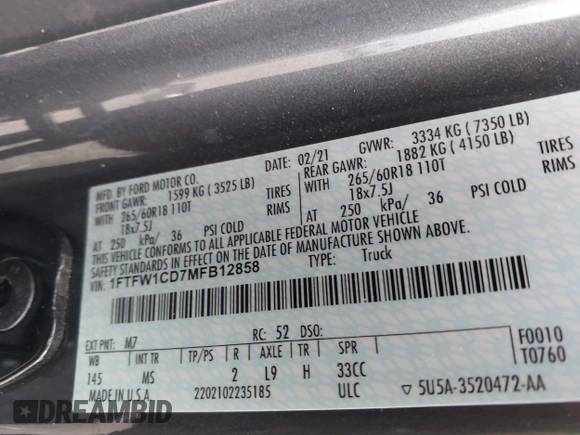 MFD. BY FORD MOTOR CO.
DATE: 02/21 GVWR: 3334 KG ( 7350 LB)
FRONT GAWR: 1599 KG ( 3525 LB) REAR GAWR: 1882 KG ( 4150 LB)
WITH 265/60R18 110T TIRES WITH 265/60R18 110T TIRES
18x7.5J RIMS 18x7.5J RIMS
AT 250 kPa/ 36 PSI COLD AT 250 kPa/ 36 PSI COLD
THIS VEHICLE CONFORMS TO ALL APPLICABLE FEDERAL MOTOR VEHICLE
SAFETY STANDARDS IN EFFECT ON THE DATE OF MANUFACTURE SHOWN ABOVE.
VIN: 1FTFW1CD7MFB12858 TYPE: Truck
EXT PNT: M7 RC: 52 DSO: F0010
WB INT TR TP/PS R AXLE TR SPR T0760
145 MS 2 L9 H 33CC
MADE IN U.S.A. 2202102235185 ULC ▽ 5U5A-3520472-AA
DREAMBID